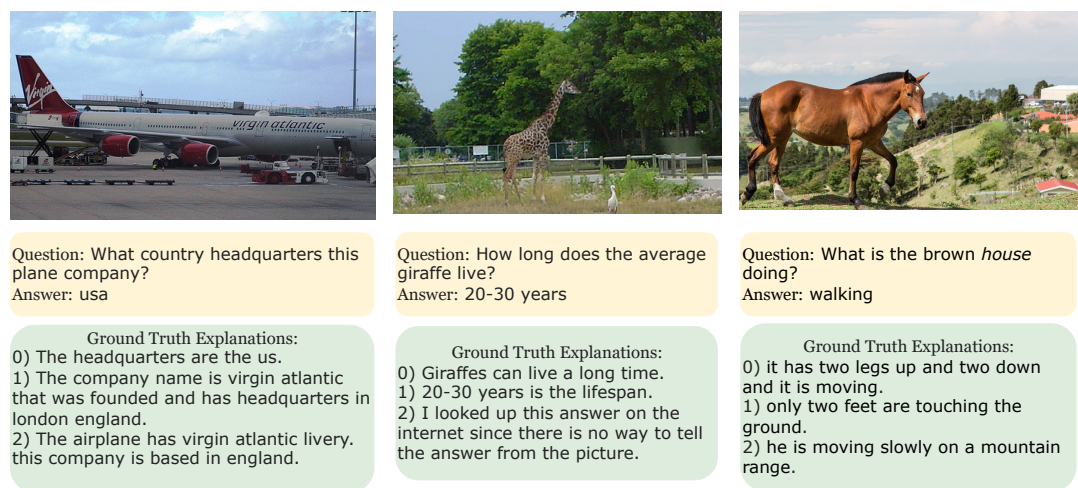 Virgin
virgin atlantic
Question: What country headquarters this
plane company?
Answer: usa
Ground Truth Explanations:
0) The headquarters are the us.
1) The company name is virgin atlantic
that was founded and has headquarters in
london england.
2) The airplane has virgin atlantic livery.
this company is based in england.
Question: How long does the average
giraffe live?
Answer: 20-30 years
Ground Truth Explanations:
0) Giraffes can live a long time.
1) 20-30 years is the lifespan.
2) I looked up this answer on the
internet since there is no way to tell
the answer from the picture.
Question: What is the brown house
doing?
Answer: walking
Ground Truth Explanations:
0) it has two legs up and two down
and it is moving.
1) only two feet are touching the
ground.
2) he is moving slowly on a mountain
range.